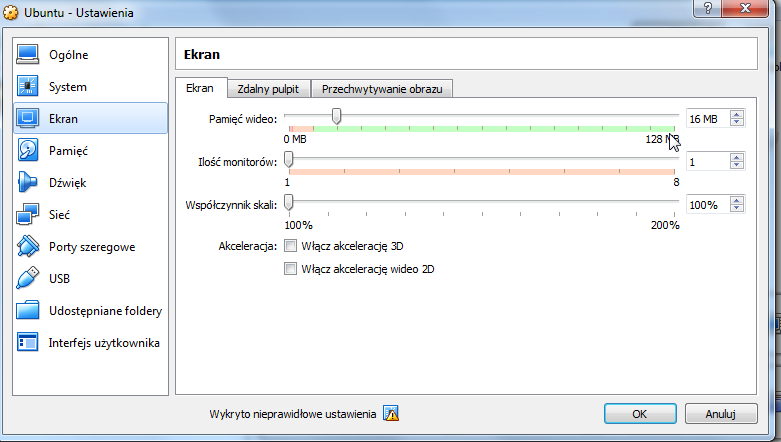 Ubuntu - Ustawienia
Ogólne
System
Ekran
Pamięć
Dźwięk
Sieć
Porty szeregowe
USB
Udostępniane foldery
Interfejs użytkownika
Ekran
Ekran Zdalny pulpit Przechwytywanie obrazu
Pamięć wideo: 16 MB
0 MB 128 MB
Ilość monitorów: 1
1 8
Współczynnik skali: 100%
100% 200%
Akceleracja: Włącz akcelerację 3D
Włącz akcelerację wideo 2D
Wykryto nieprawidłowe ustawienia
OK Anuluj